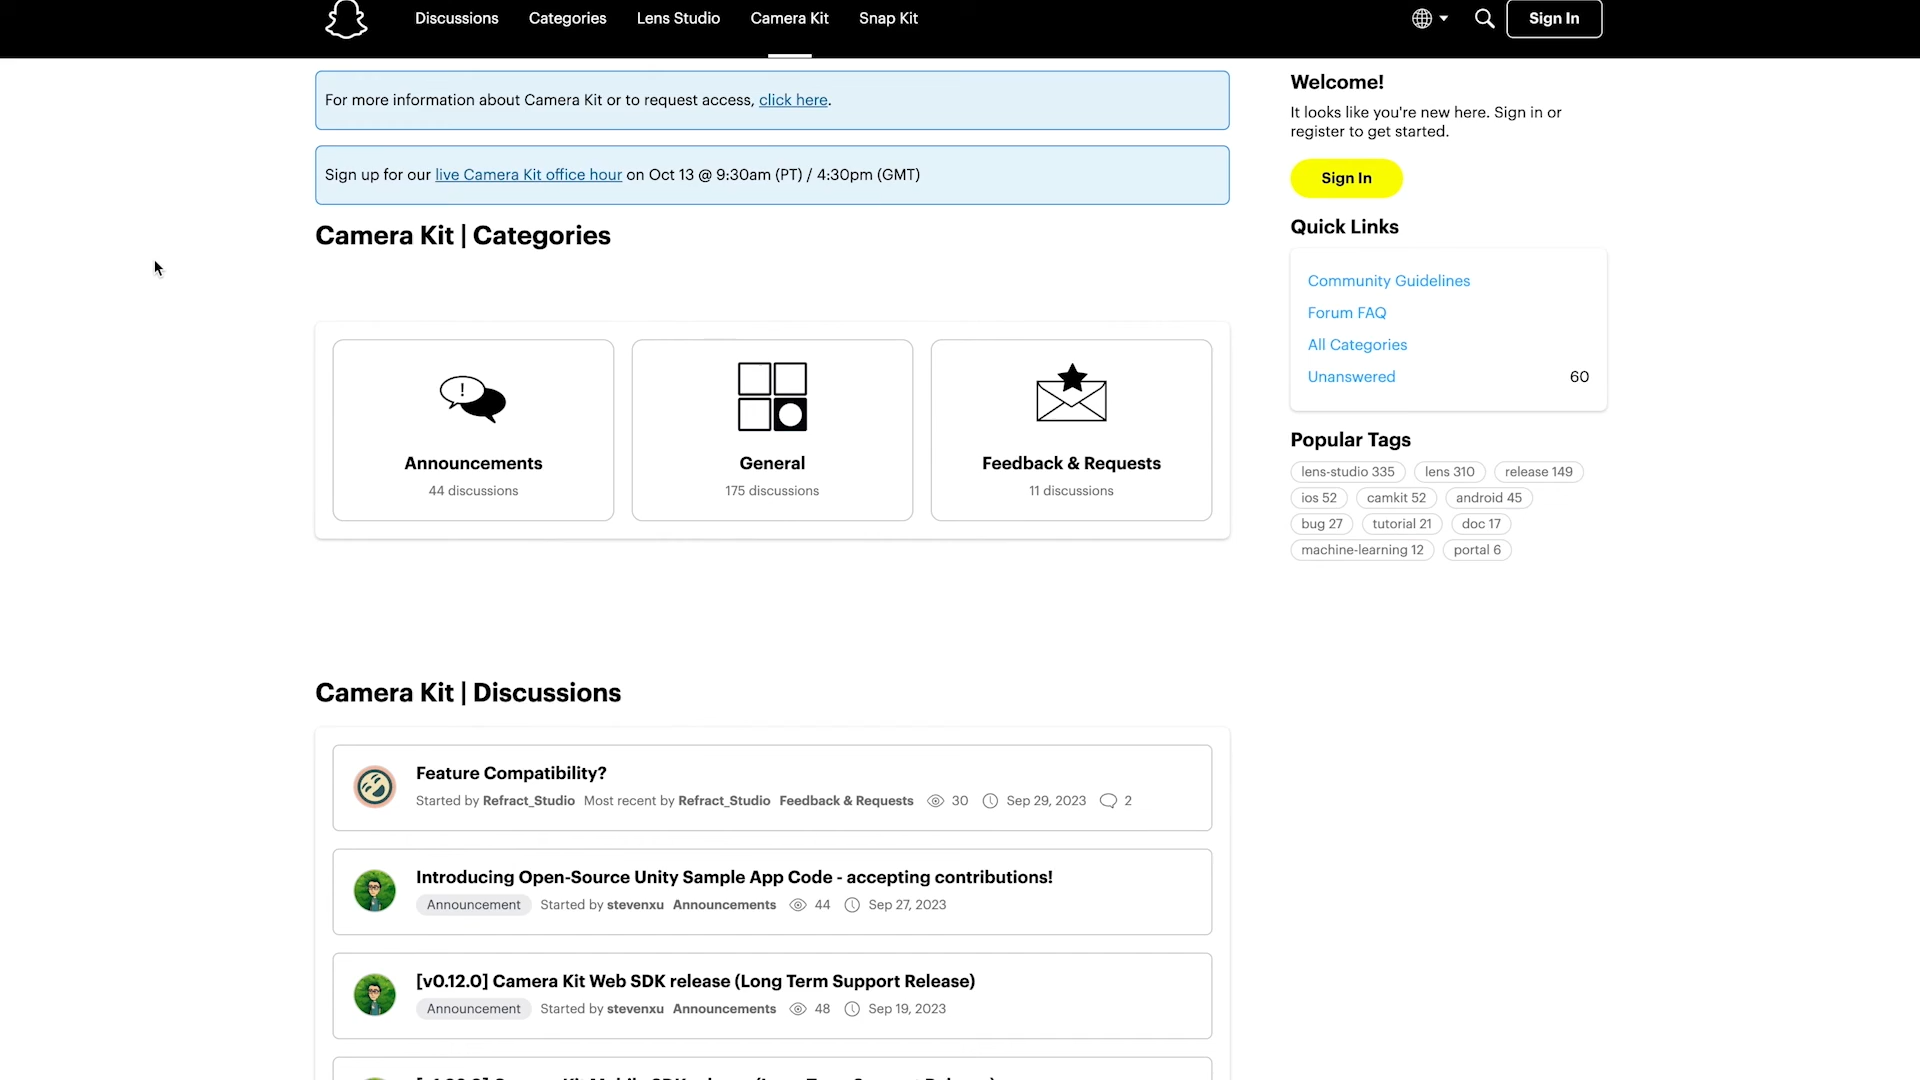 Discussions Categories Lens Studio Camera Kit Snap Kit Sign In
For more information about Camera Kit or to request access, click here.
Sign up for our live Camera Kit office hour on Oct 13 @ 9:30am (PT) / 4:30pm (GMT)
Camera Kit | Categories
!
Announcements
44 discussions
General
175 discussions
Feedback & Requests
11 discussions
Camera Kit | Discussions
Feature Compatibility?
Started by Refract_Studio Most recent by Refract_Studio Feedback & Requests 30 Sep 29, 2023 2
Introducing Open-Source Unity Sample App Code - accepting contributions!
Announcement Started by stevenxu Announcements 44 Sep 27, 2023
[v0.12.0] Camera Kit Web SDK release (Long Term Support Release)
Announcement Started by stevenxu Announcements 48 Sep 19, 2023
Welcome!
It looks like you're new here. Sign in or
register to get started.
Sign In
Quick Links
Community Guidelines
Forum FAQ
All Categories
Unanswered 60
Popular Tags
lens-studio 335 lens 310 release 149
ios 52 camkit 52 android 45
bug 27 tutorial 21 doc 17
machine-learning 12 portal 6